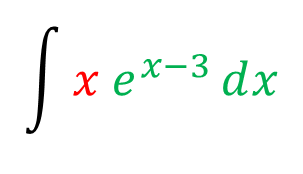 ∫ x e^{x−3} dx